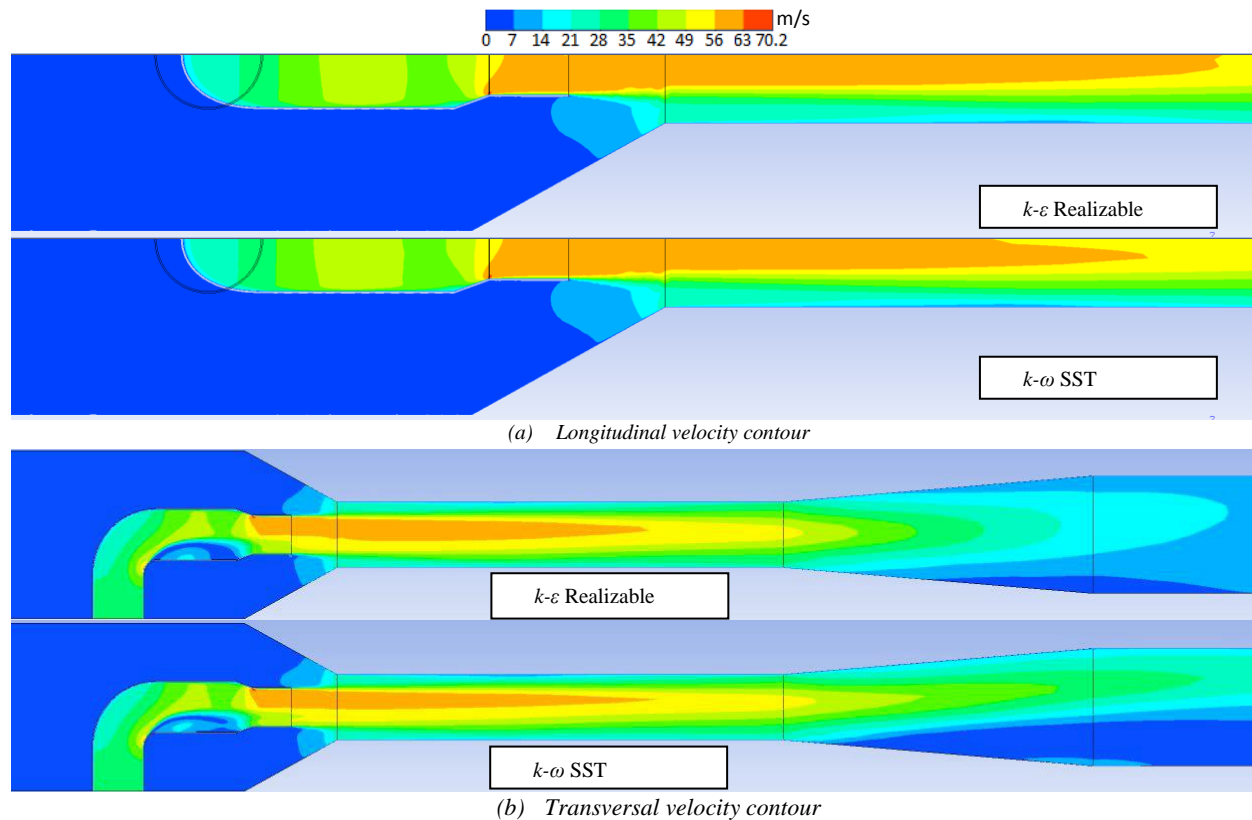 m/s
0 7 14 21 28 35 42 49 56 63 70.2
k-ε Realizable
k-ω SST
(a) Longitudinal velocity contour
k-ε Realizable
k-ω SST
(b) Transversal velocity contour